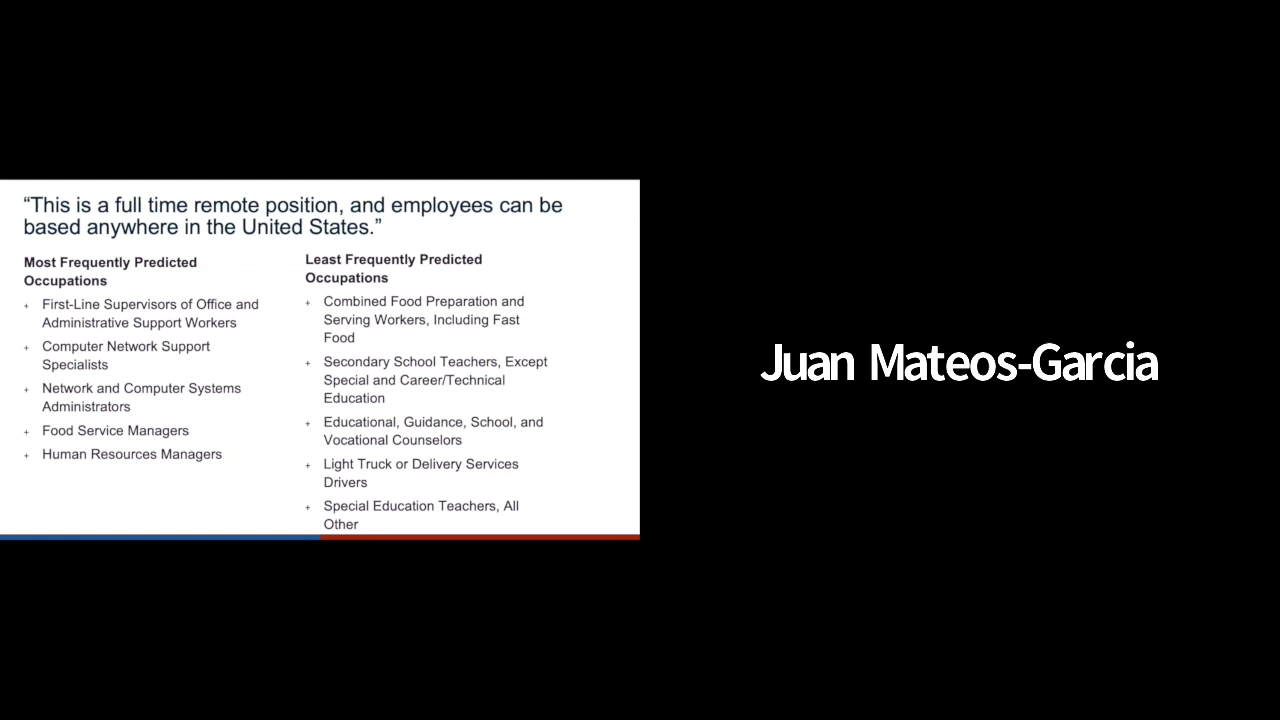 “This is a full time remote position, and employees can be
based anywhere in the United States.”
Most Frequently Predicted
Occupations
+ First-Line Supervisors of Office and
Administrative Support Workers
+ Computer Network Support
Specialists
+ Network and Computer Systems
Administrators
+ Food Service Managers
+ Human Resources Managers
Least Frequently Predicted
Occupations
+ Combined Food Preparation and
Serving Workers, Including Fast
Food
+ Secondary School Teachers, Except
Special and Career/Technical
Education
+ Educational, Guidance, School, and
Vocational Counselors
+ Light Truck or Delivery Services
Drivers
+ Special Education Teachers, All
Other
Juan Mateos-Garcia